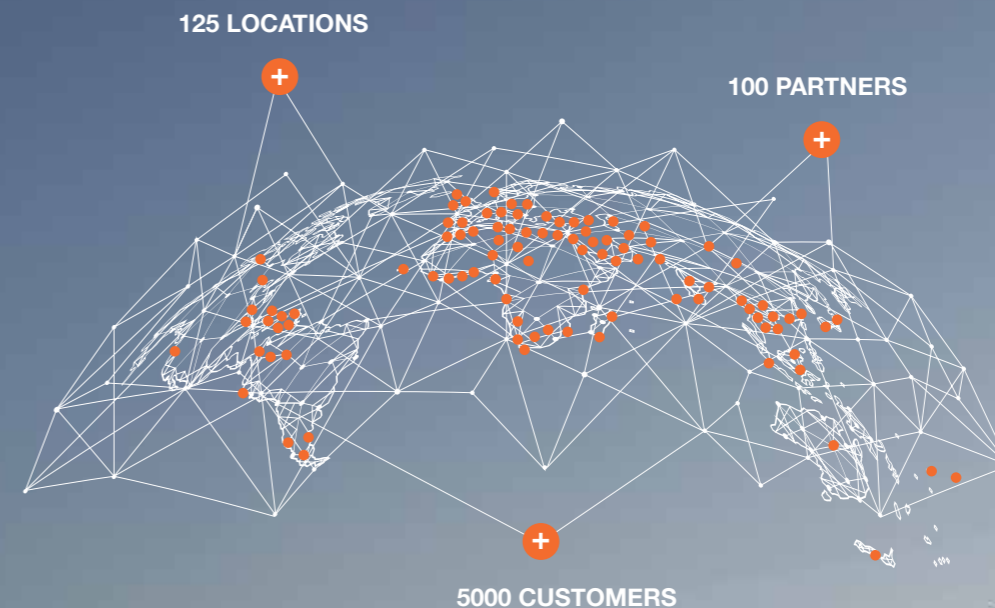 125 LOCATIONS
+
100 PARTNERS
+
+
5000 CUSTOMERS